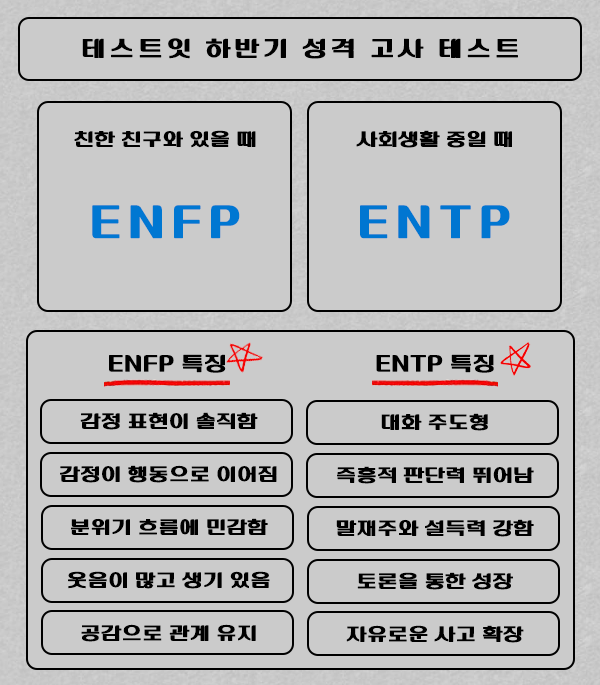 테스트잇 하반기 성격 고사 테스트
친한 친구와 있을 때
ENFP
사회생활 중일 때
ENTP
ENFP 특징
감정 표현이 솔직함
감정이 행동으로 이어짐
분위기 흐름에 민감함
웃음이 많고 생기 있음
공감으로 관계 유지
ENTP 특징
대화 주도형
즉흥적 판단력 뛰어남
말재주와 설득력 강함
토론을 통한 성장
자유로운 사고 확장